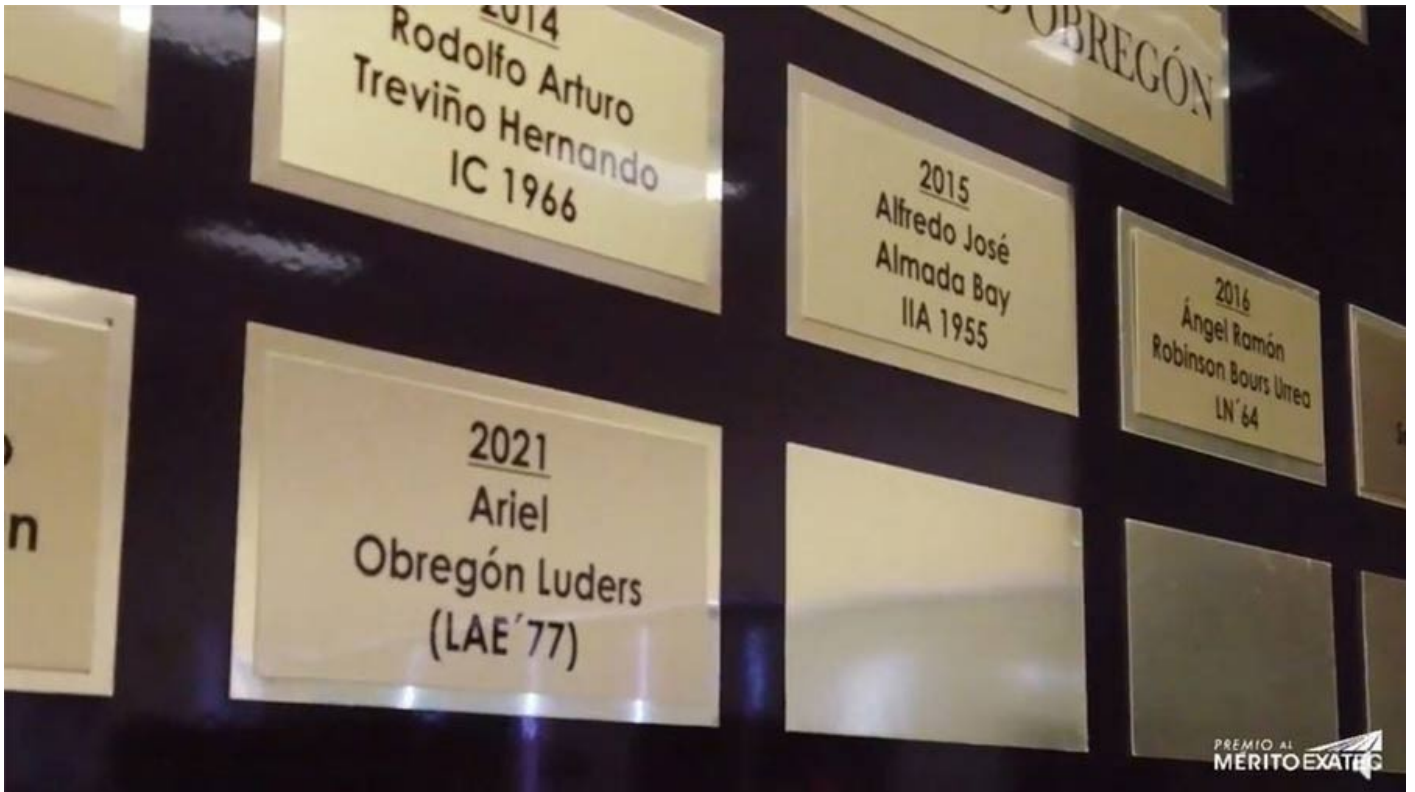 2014
Rodolfo Arturo
Treviño Hernando
IC 1966
OBREGÓN
2015
Alfredo José
Almada Bay
IIA 1955
2016
Ángel Ramón
Robinson Bours Urrea
LN´64
n
2021
Ariel
Obregón Luders
(LAE´77)
PREMIO AL
MÉRITO EXATEC